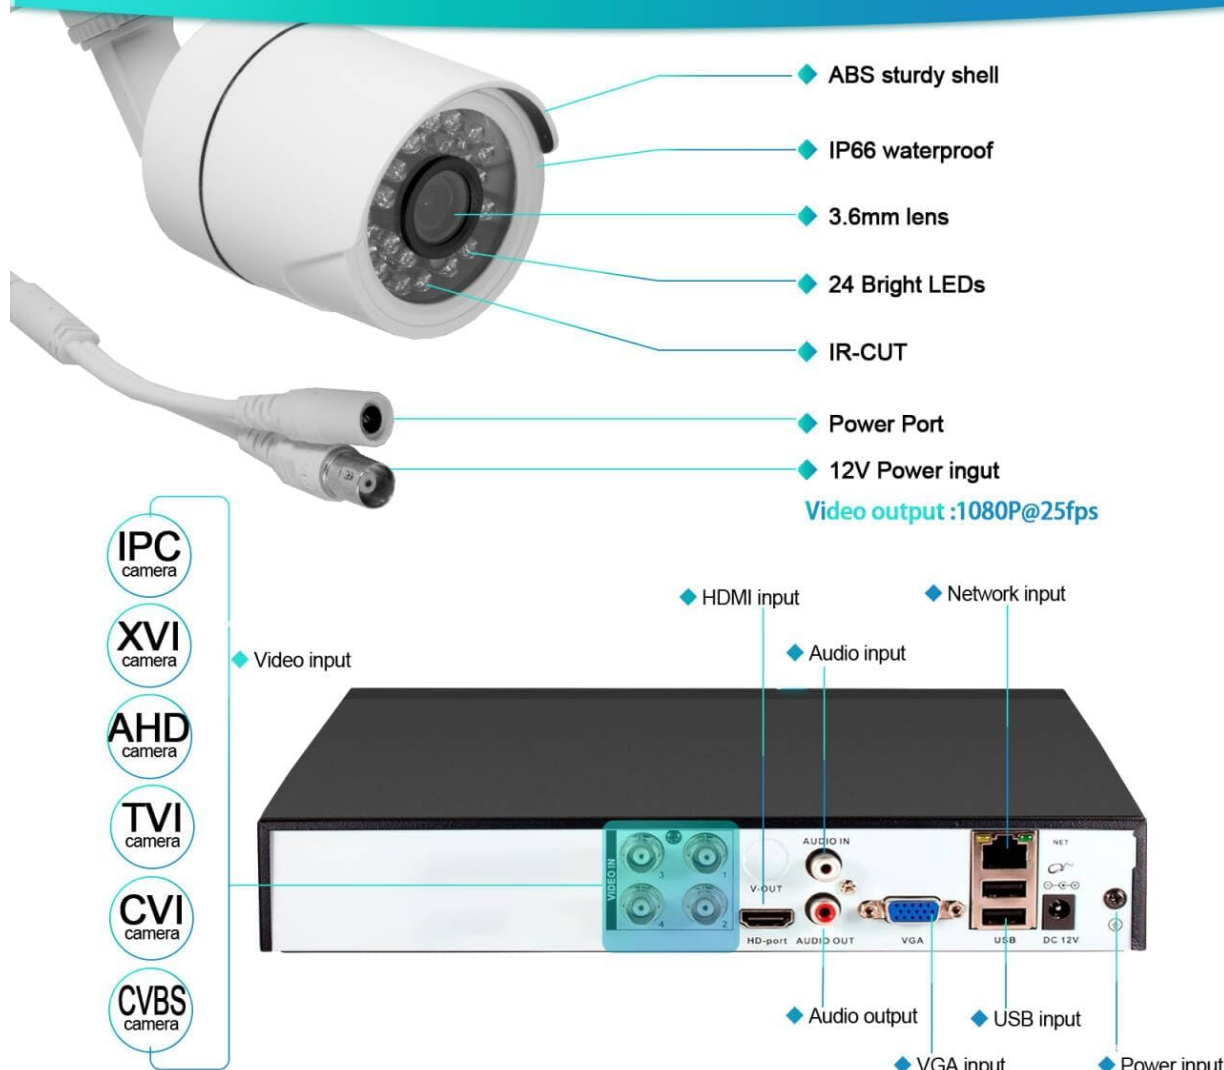 ABS sturdy shell
IP66 waterproof
3.6mm lens
24 Bright LEDs
IR-CUT
Power Port
12V Power ingut
Video output :1080P@25fps
IPC
camera
XVI
camera
AHD
camera
TVI
camera
CVI
camera
CVBS
camera
Video input
HDMI input
Network input
Audio input
VIDEO IN
3
1
4
2
V-OUT
AUDIO IN
NET
HD-port
AUDIO OUT
VGA
USB
DC 12V
Audio output
USB input
VGA input
Power input